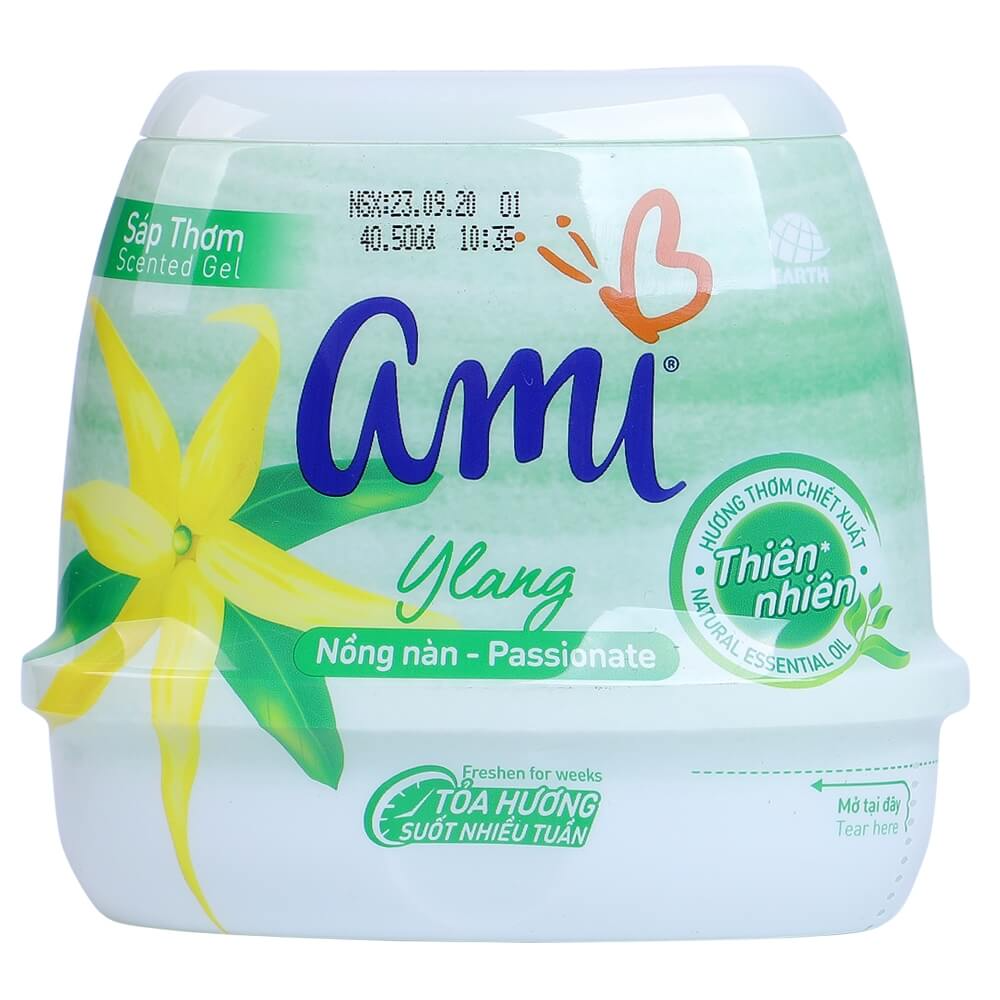 NSX:23.09.20 01
40.500đ 10:35
Sáp Thơm
Scented Gel
EARTH
ami®
HƯƠNG THƠM CHIẾT XUẤT
Thiên*
nhiên
NATURAL ESSENTIAL OIL
Ylang
Nồng nàn - Passionate
Freshen for weeks
TỎA HƯƠNG
SUỐT NHIỀU TUẦN
Mở tại đây
Tear here